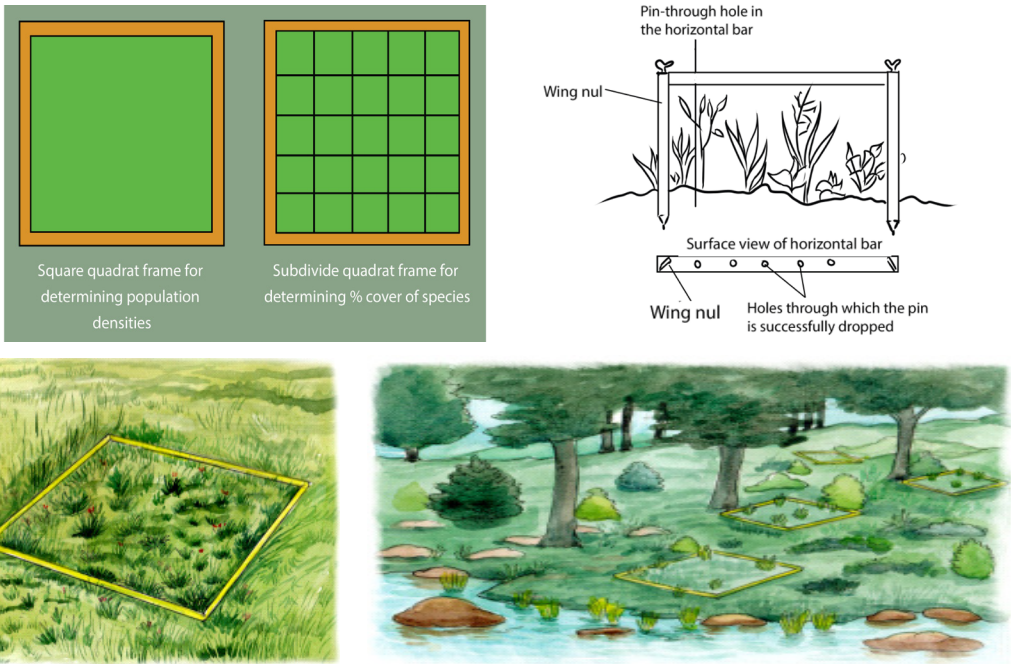 Square quadrat frame for
determining population
densities
Subdivide quadrat frame for
determining % cover of species
Pin-through hole in
the horizontal bar
Wing nul
Surface view of horizontal bar
Wing nul
Holes through which the pin
is successfully dropped